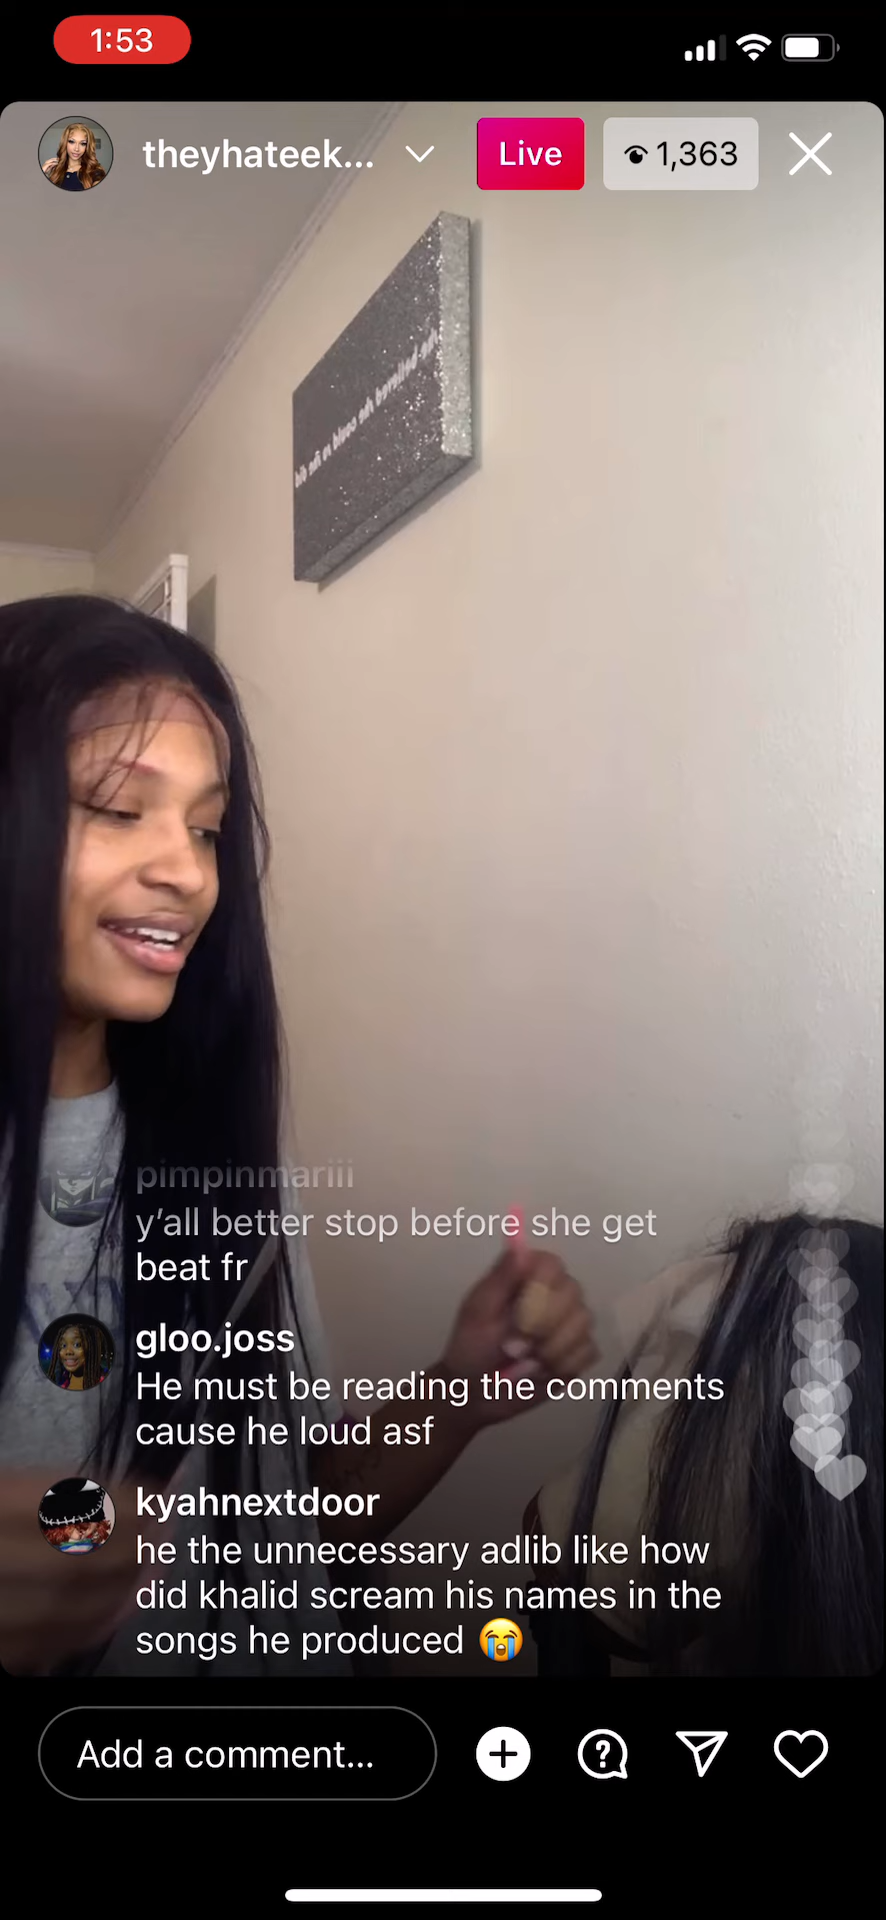 1:53
theyhateek...
Live
1,363
pimpinmariii
y'all better stop before she get
beat fr
gloo.joss
He must be reading the comments
cause he loud asf
kyahnextdoor
he the unnecessary adlib like how
did khalid scream his names in the
songs he produced 😭
Add a comment...